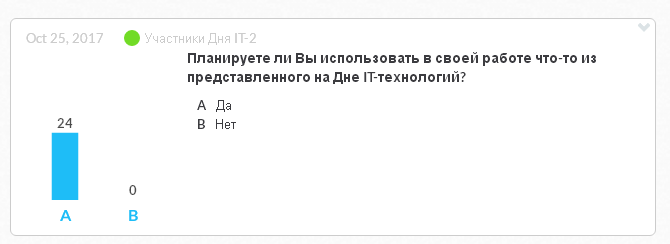 Oct 25, 2017
Участники Дня IT-2
Планируете ли Вы использовать в своей работе что-то из
представленного на Дне IT-технологий?
A Да
B Нет
24
0
A B